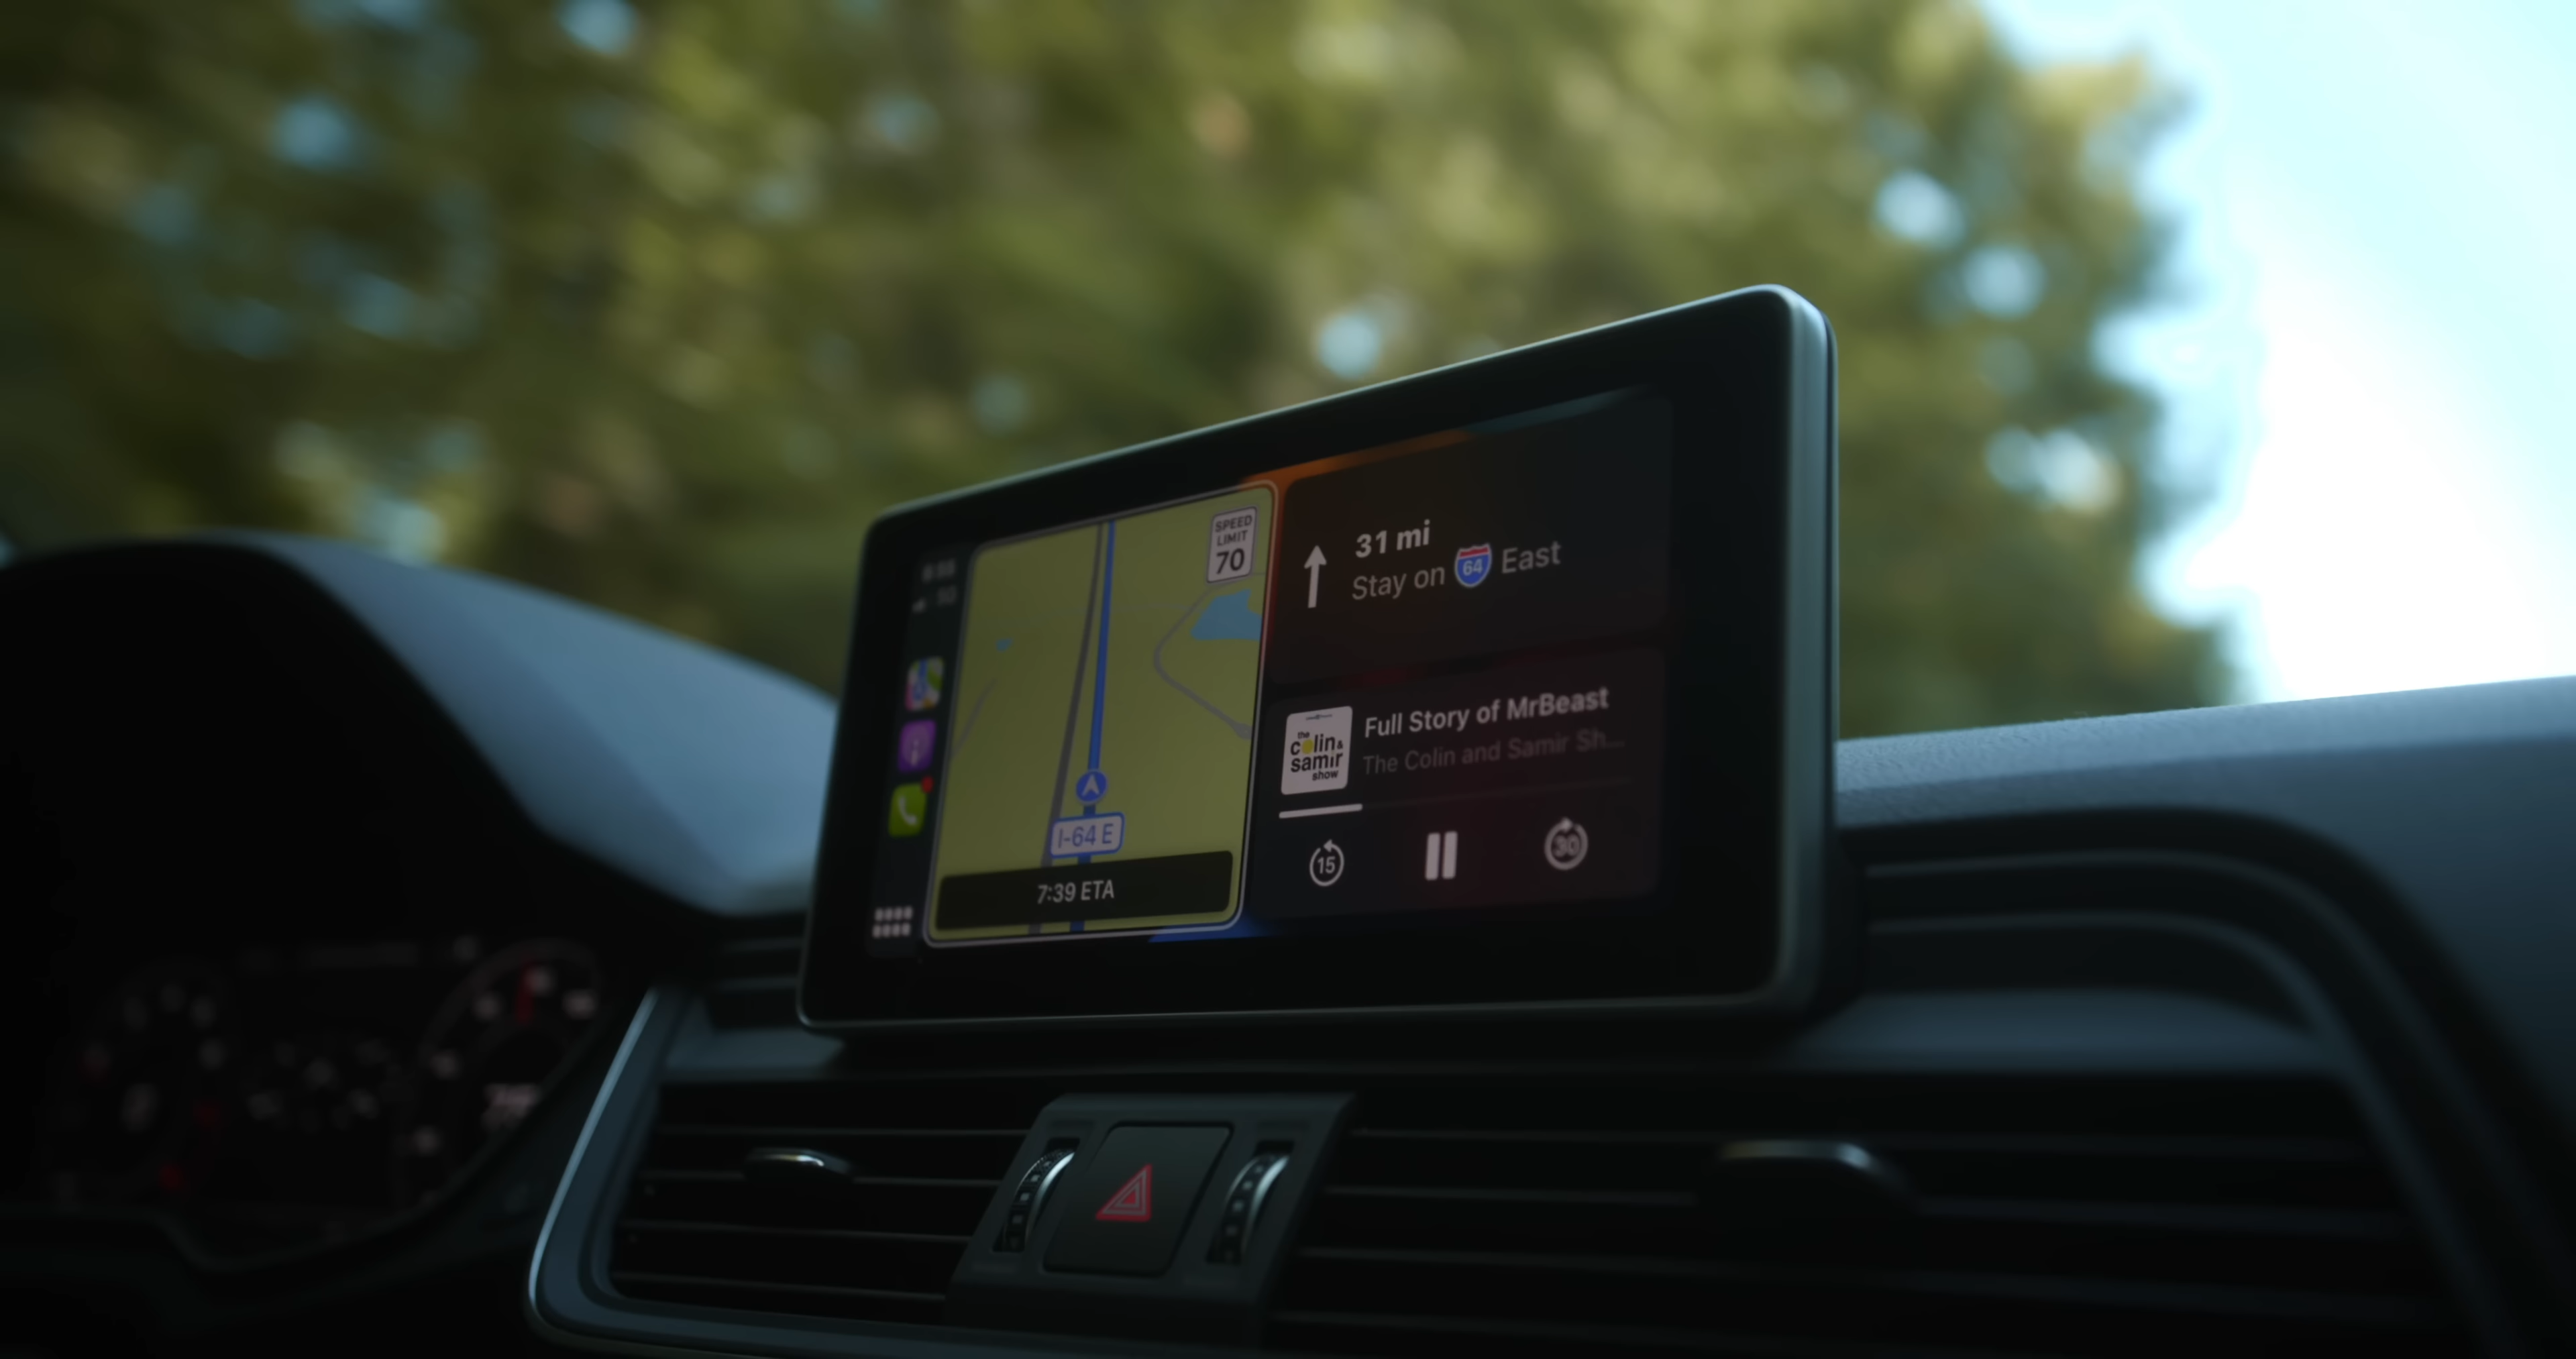 SPEED
LIMIT
70
I-64 E
7:39 ETA
31 mi
Stay on 64 East
the
colin &
samir
show
Full Story of MrBeast
The Colin and Samir Sh...
15
30